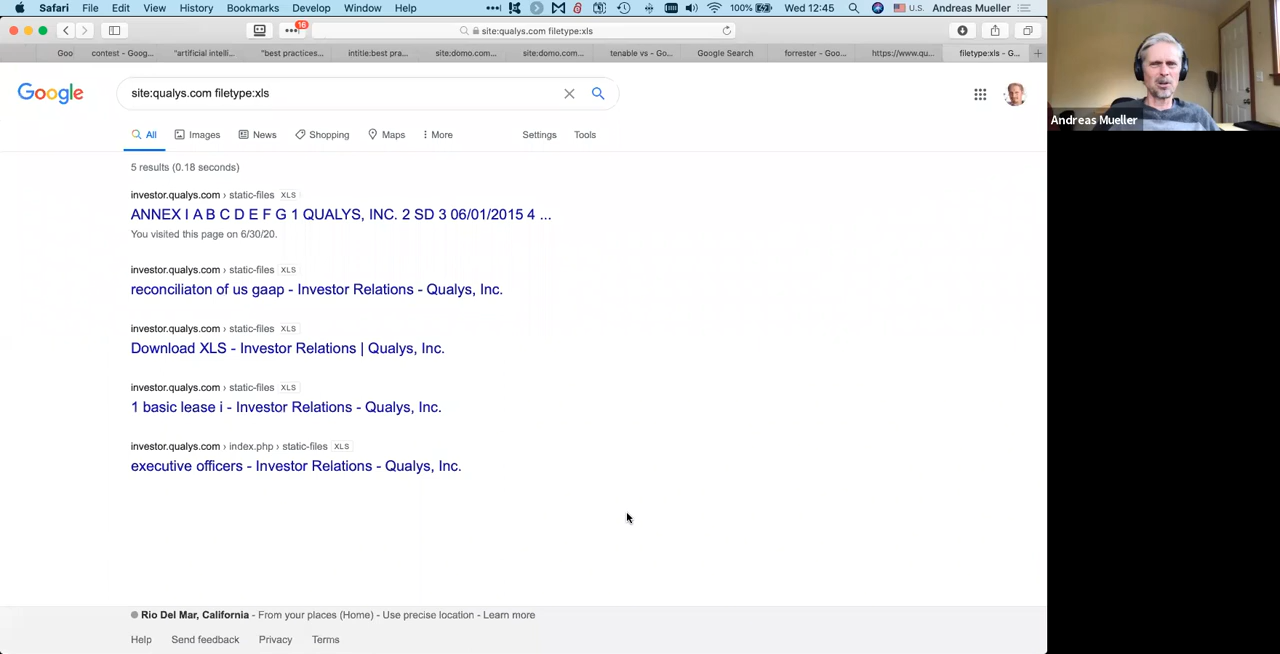 Safari File Edit View History Bookmarks Develop Window Help 100% Wed 12:45 U.S. Andreas Mueller
16 site:qualys.com filetype:xls
Goo contest - Goog... "artificial intelli... "best practices... intitle:best pra... site:domo.com... site:domo.com... tenable vs - Go... Google Search forrester - Goo... https://www.qu... filetype:xls - G...
Google site:qualys.com filetype:xls
All Images News Shopping Maps More Settings Tools
5 results (0.18 seconds)
investor.qualys.com › static-files XLS
ANNEX I A B C D E F G 1 QUALYS, INC. 2 SD 3 06/01/2015 4 ...
You visited this page on 6/30/20.
investor.qualys.com › static-files XLS
reconciliaton of us gaap - Investor Relations - Qualys, Inc.
investor.qualys.com › static-files XLS
Download XLS - Investor Relations | Qualys, Inc.
investor.qualys.com › static-files XLS
1 basic lease i - Investor Relations - Qualys, Inc.
investor.qualys.com › index.php › static-files XLS
executive officers - Investor Relations - Qualys, Inc.
Rio Del Mar, California - From your places (Home) - Use precise location - Learn more
Help Send feedback Privacy Terms
Andreas Mueller